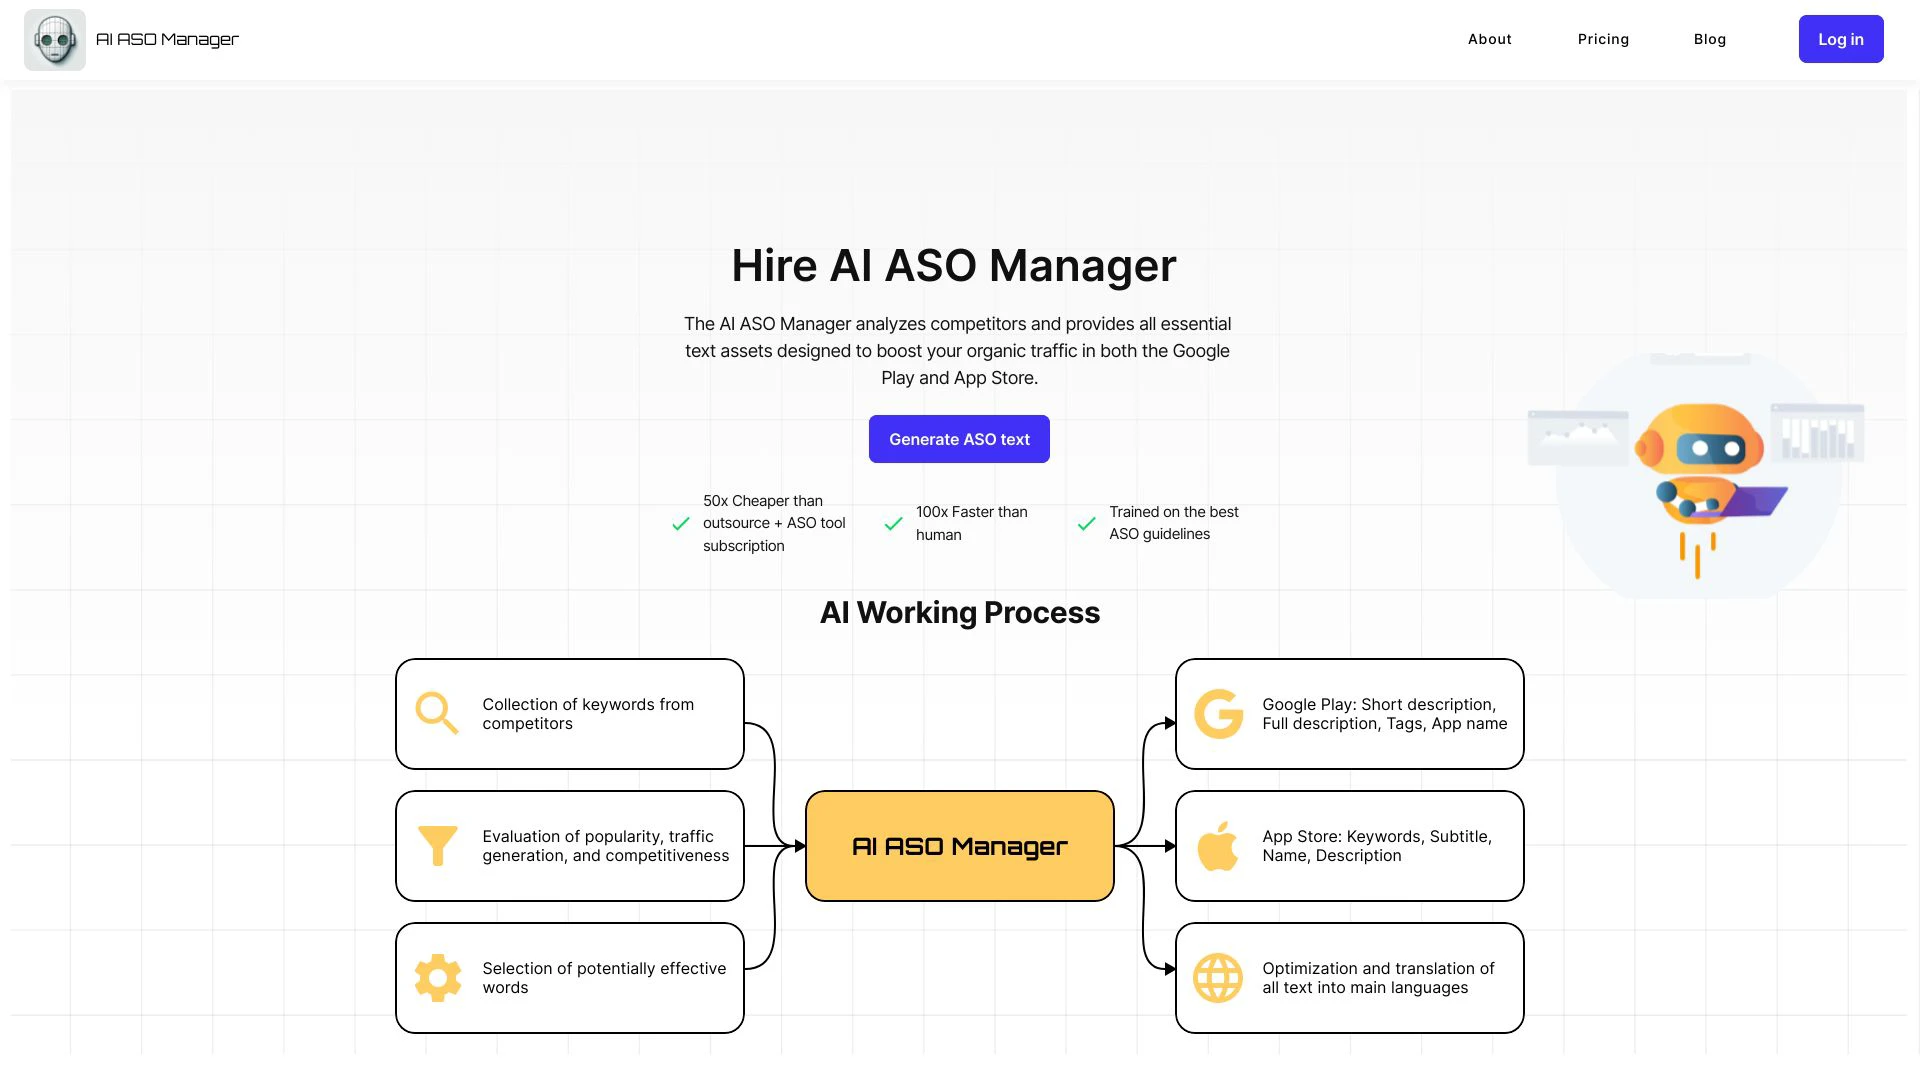 AI ASO Manager
About
Pricing
Blog
Log in
Hire AI ASO Manager
The AI ASO Manager analyzes competitors and provides all essential
text assets designed to boost your organic traffic in both the Google
Play and App Store.
Generate ASO text
50x Cheaper than
outsource + ASO tool
subscription
100x Faster than
human
Trained on the best
ASO guidelines
AI Working Process
Collection of keywords from
competitors
Evaluation of popularity, traffic
generation, and competitiveness
Selection of potentially effective
words
AI ASO Manager
Google Play: Short description,
Full description, Tags, App name
App Store: Keywords, Subtitle,
Name, Description
Optimization and translation of
all text into main languages